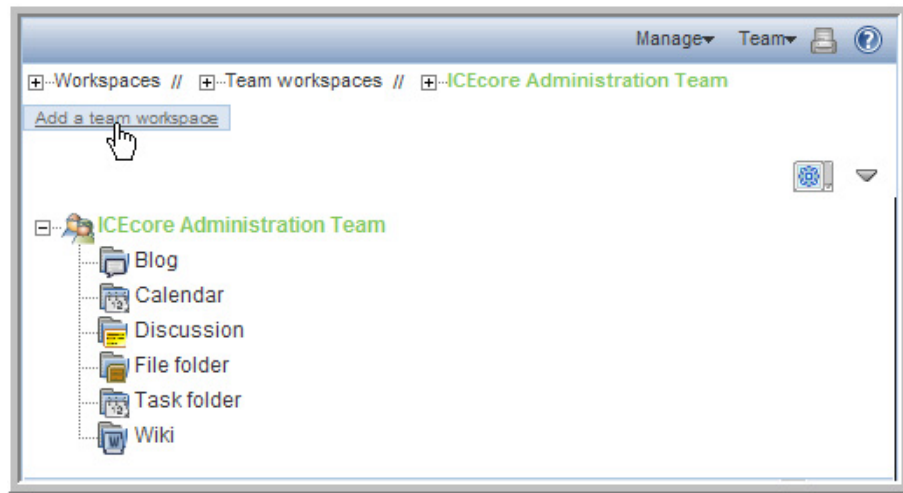 Manage Team ?
Workspaces // Team workspaces // ICEcore Administration Team
Add a team workspace
ICEcore Administration Team
Blog
Calendar
Discussion
File folder
Task folder
Wiki